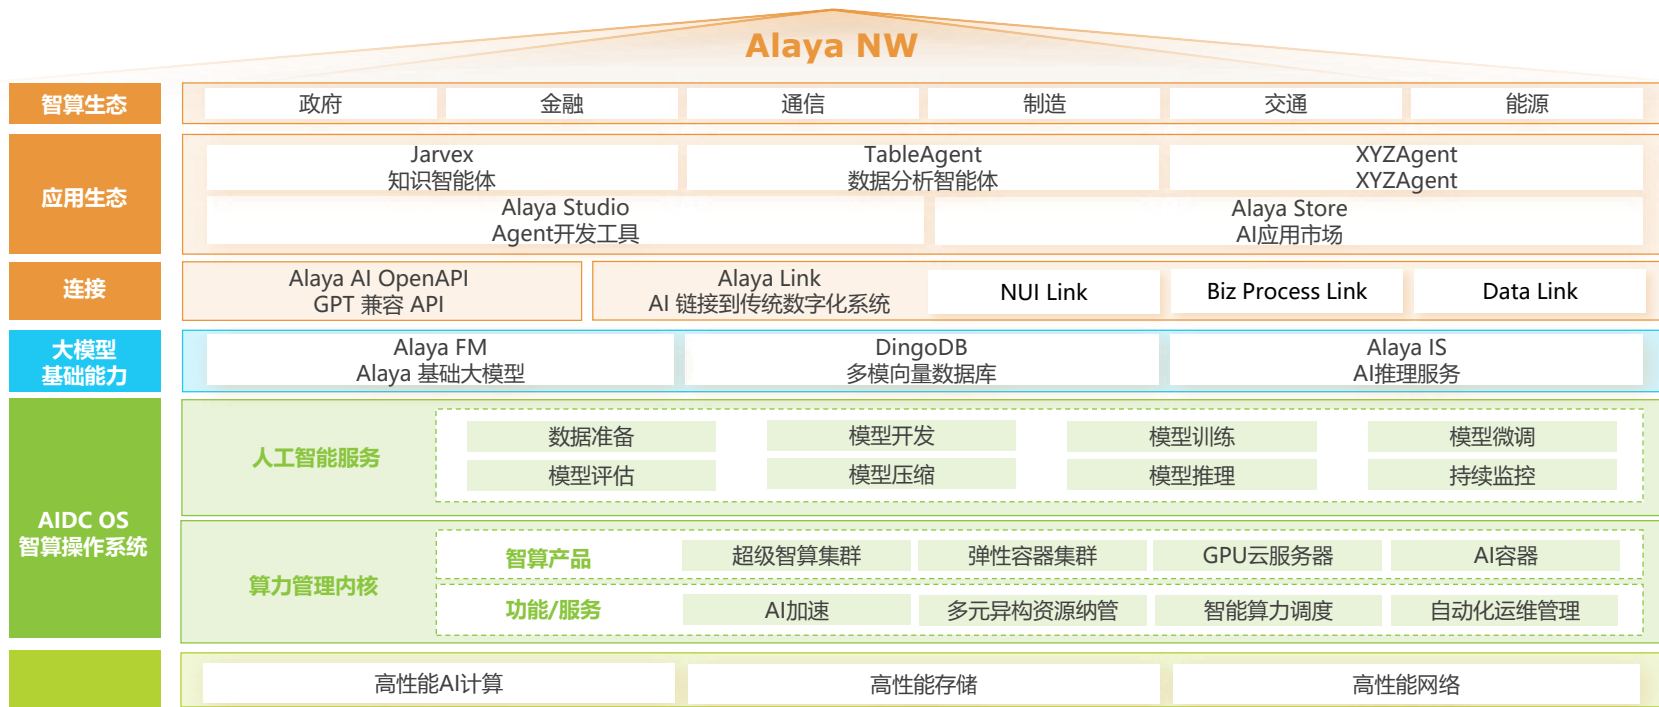 Alaya NW
智算生态
政府
金融
通信
制造
交通
能源
应用生态
Jarvex
知识智能体
TableAgent
数据分析智能体
XYZAgent
XYZAgent
Alaya Studio
Agent开发工具
Alaya Store
AI应用市场
连接
Alaya AI OpenAPI
GPT 兼容 API
Alaya Link
AI 链接到传统数字化系统
NUI Link
Biz Process Link
Data Link
大模型
基础能力
Alaya FM
Alaya 基础大模型
DingoDB
多模向量数据库
Alaya IS
AI推理服务
AIDC OS
智算操作系统
人工智能服务
数据准备
模型开发
模型训练
模型微调
模型评估
模型压缩
模型推理
持续监控
算力管理内核
智算产品
超级智算集群
弹性容器集群
GPU云服务器
AI容器
功能/服务
AI加速
多元异构资源纳管
智能算力调度
自动化运维管理
高性能AI计算
高性能存储
高性能网络